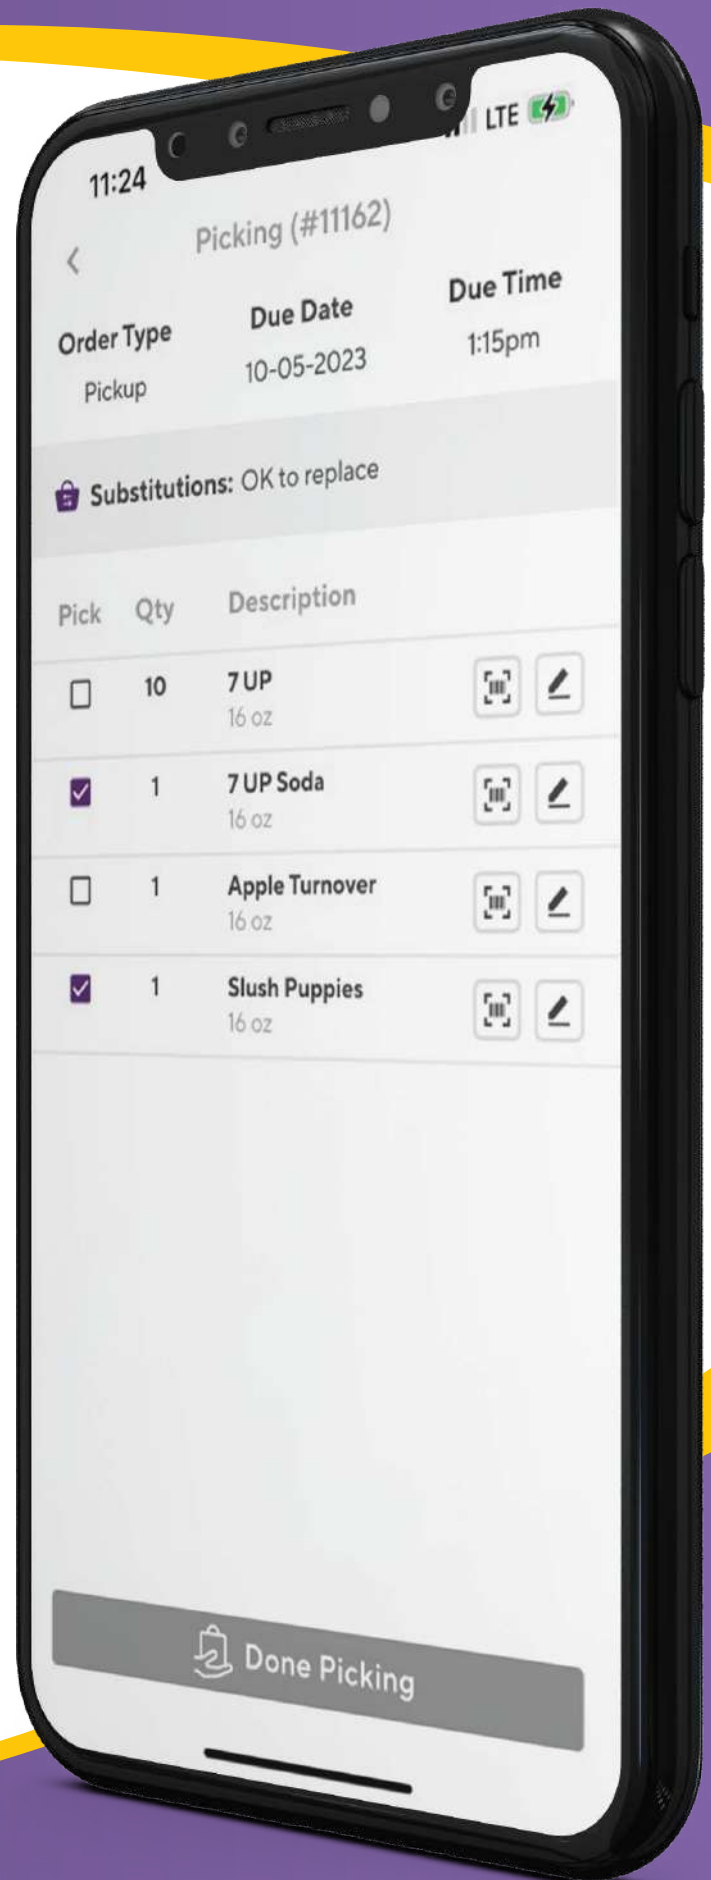 11:24 LTE
Picking (#11162)
Order Type Due Date Due Time
Pickup 10-05-2023 1:15pm
Substitutions: OK to replace
Pick Qty Description
10 7 UP
16 oz
1 7 UP Soda
16 oz
1 Apple Turnover
16 oz
1 Slush Puppies
16 oz
Done Picking